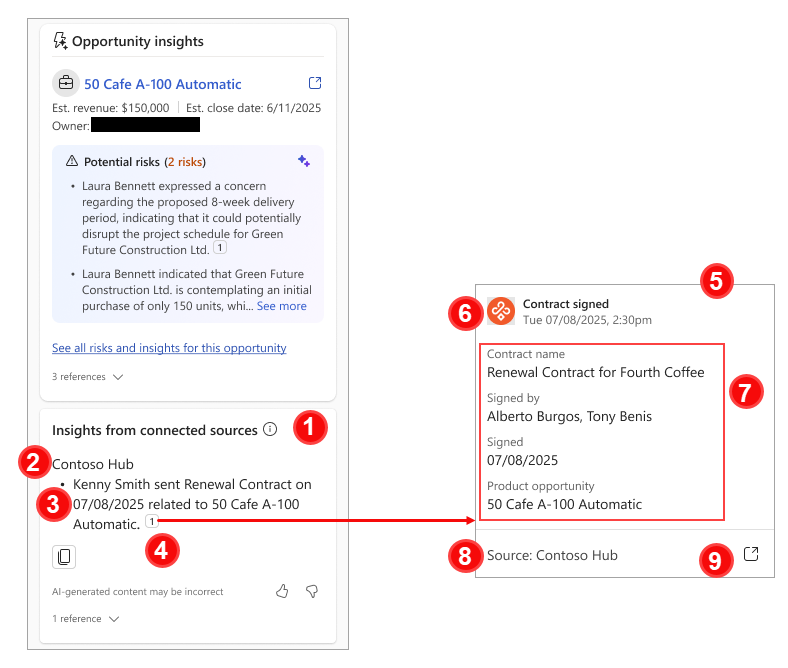 Opportunity insights
50 Cafe A-100 Automatic
Est. revenue: $150,000 | Est. close date: 6/11/2025
Owner:
Potential risks (2 risks)
• Laura Bennett expressed a concern
regarding the proposed 8-week delivery
period, indicating that it could potentially
disrupt the project schedule for Green
Future Construction Ltd. 1
• Laura Bennett indicated that Green Future
Construction Ltd. is contemplating an initial
purchase of only 150 units, whi... See more
See all risks and insights for this opportunity
3 references
Insights from connected sources
1
2
Contoso Hub
3
• Kenny Smith sent Renewal Contract on
07/08/2025 related to 50 Cafe A-100
Automatic. 1
4
AI-generated content may be incorrect
1 reference
5
6
Contract signed
Tue 07/08/2025, 2:30pm
7
Contract name
Renewal Contract for Fourth Coffee
Signed by
Alberto Burgos, Tony Benis
Signed
07/08/2025
Product opportunity
50 Cafe A-100 Automatic
8
Source: Contoso Hub
9